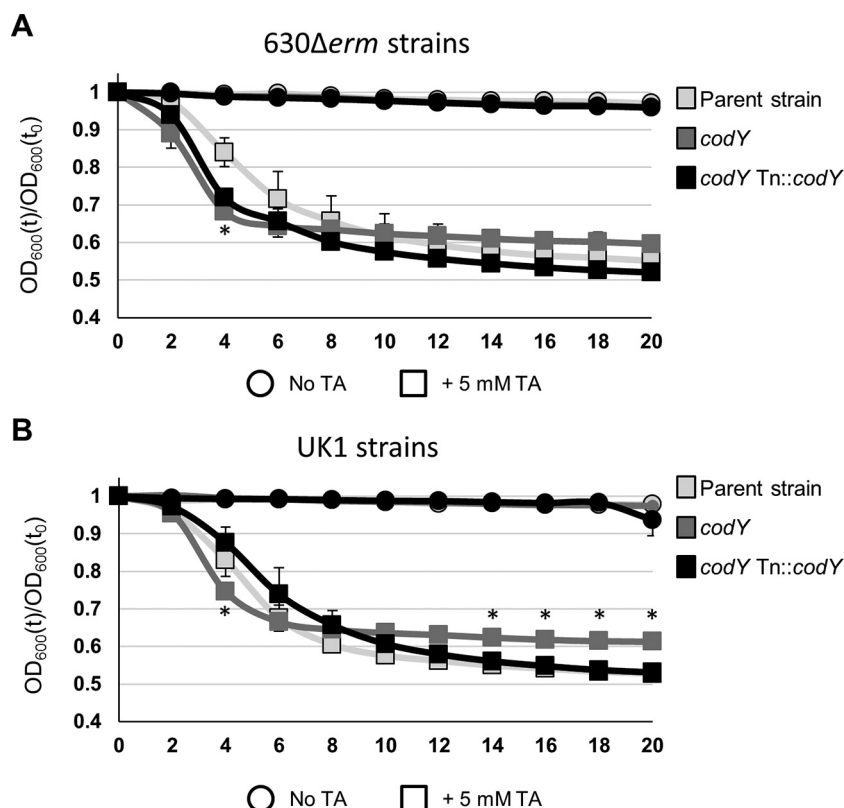 A
630Δerm strains
OD600(t)/OD600(t0)
1
0.9
0.8
0.7
0.6
0.5
0.4
*
0 2 4 6 8 10 12 14 16 18 20
Parent strain
codY
codY Tn::codY
No TA + 5 mM TA
B
UK1 strains
OD600(t)/OD600(t0)
1
0.9
0.8
0.7
0.6
0.5
0.4
* * * * *
0 2 4 6 8 10 12 14 16 18 20
Parent strain
codY
codY Tn::codY
No TA + 5 mM TA